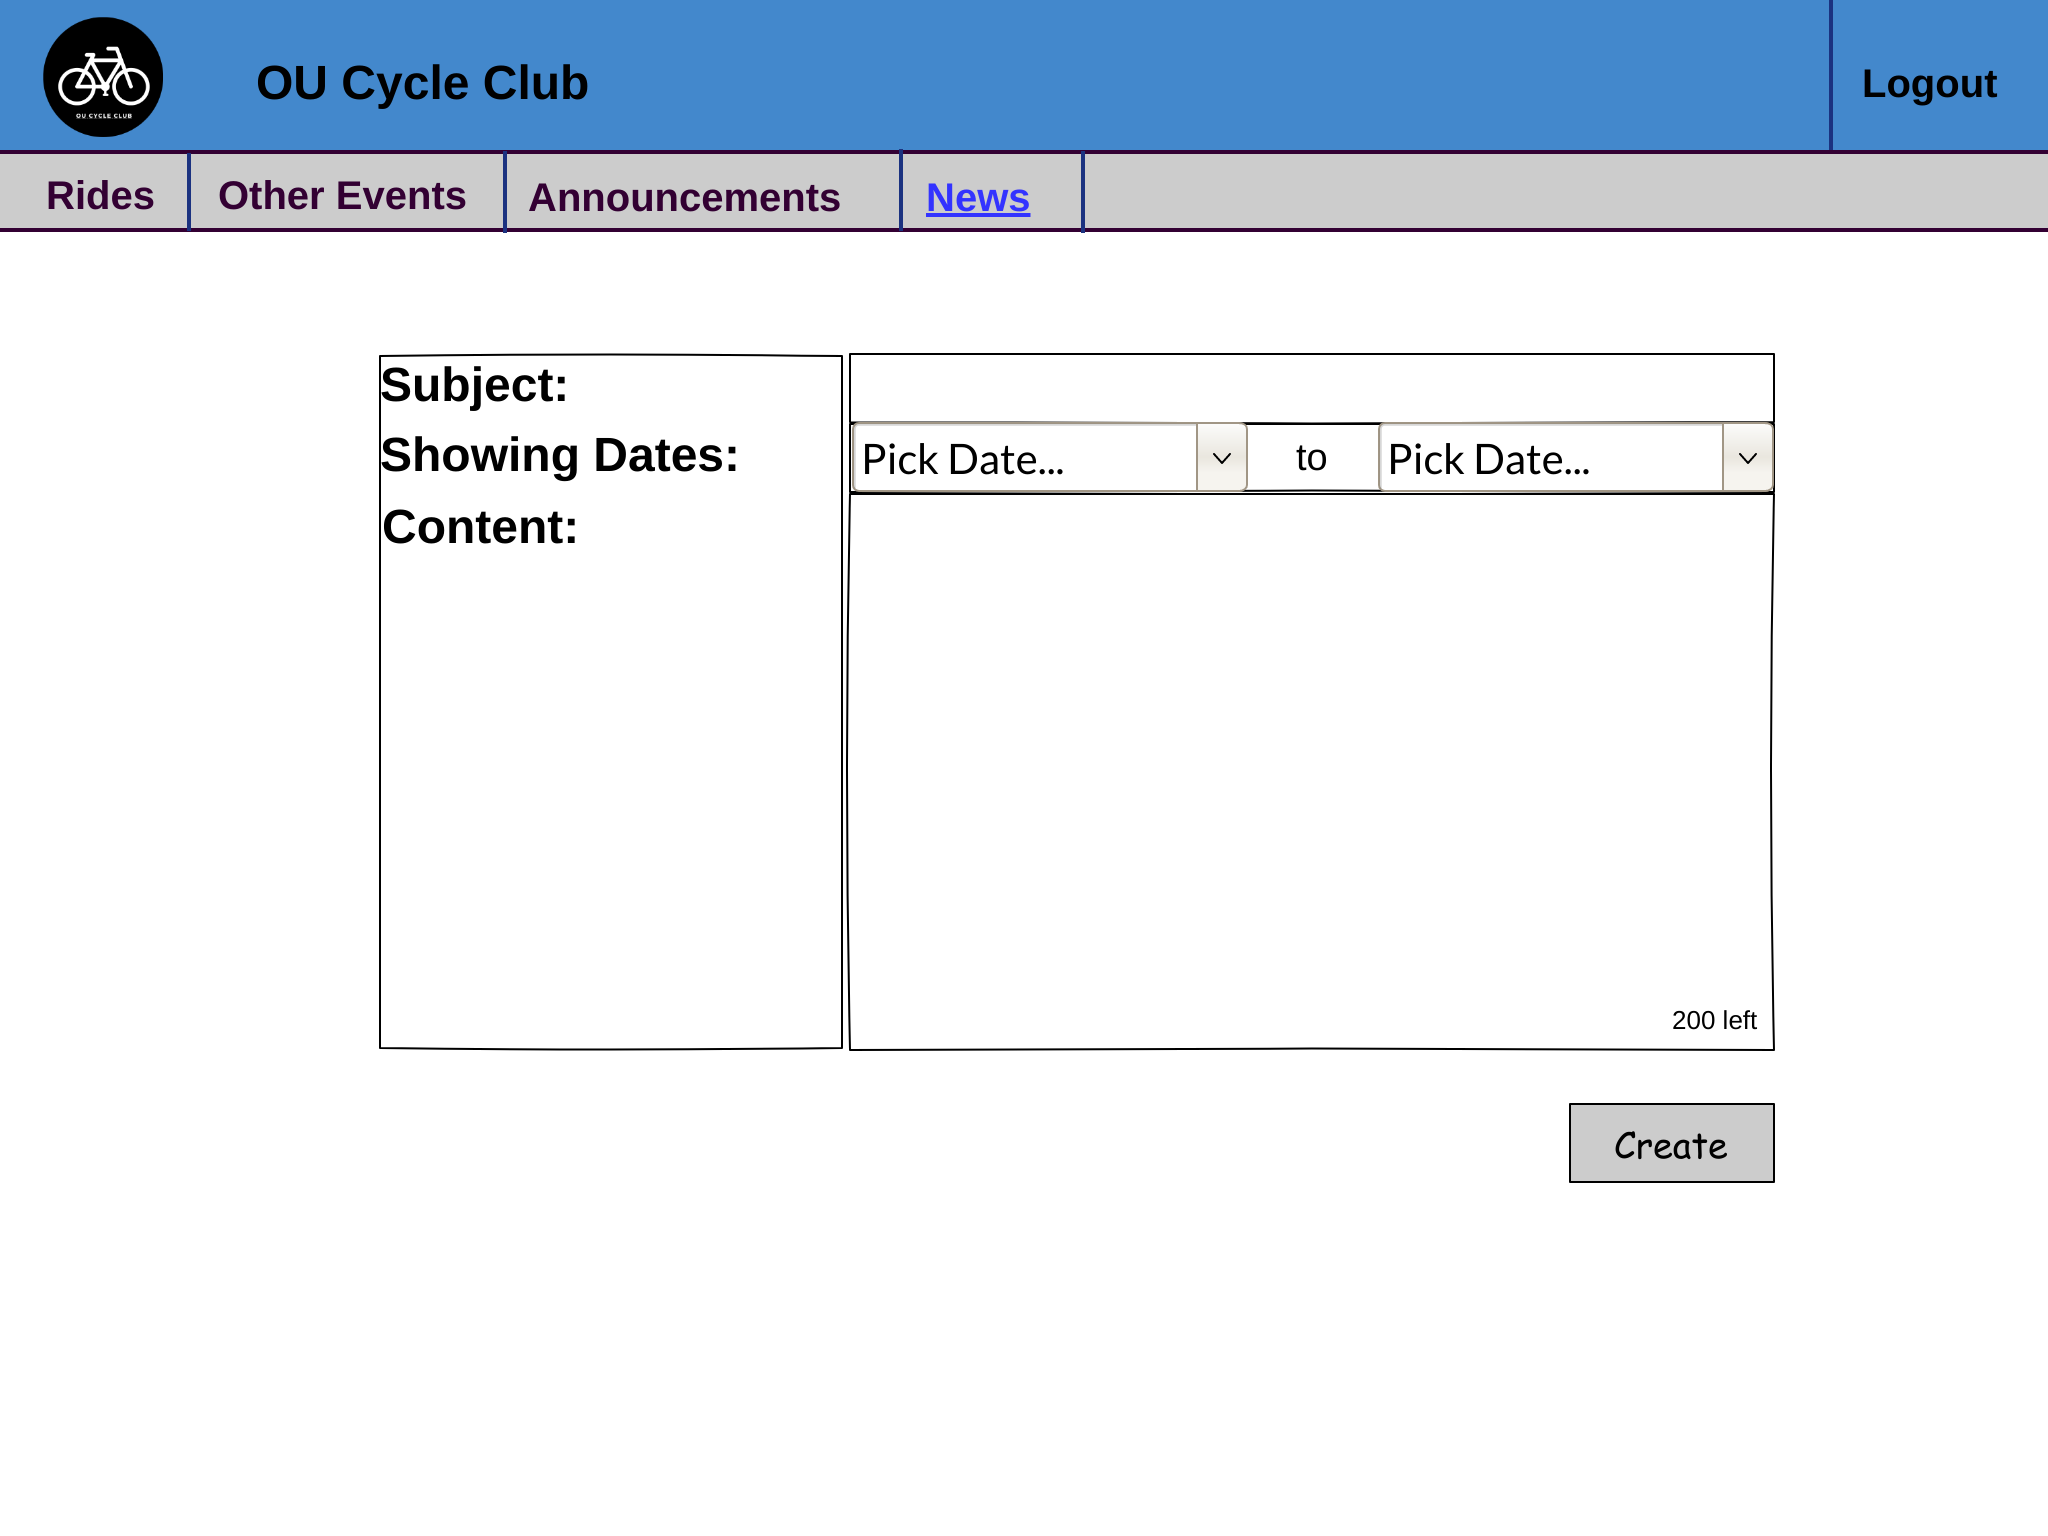 OU CYCLE CLUB
OU Cycle Club
Logout
Rides
Other Events
Announcements
News
Subject:
Showing Dates:
Pick Date...
to
Pick Date...
Content:
200 left
Create